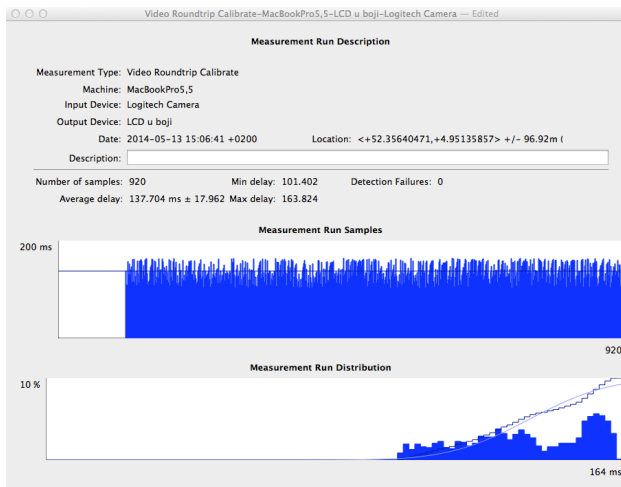 Video Roundtrip Calibrate-MacBookPro5,5-LCD u boji-Logitech Camera — Edited
Measurement Run Description
Measurement Type: Video Roundtrip Calibrate
Machine: MacBookPro5,5
Input Device: Logitech Camera
Output Device: LCD u boji
Date: 2014-05-13 15:06:41 +0200 Location: <+52.35640471,+4.95135857> +/- 96.92m (
Description:
Number of samples: 920 Min delay: 101.402 Detection Failures: 0
Average delay: 137.704 ms ± 17.962 Max delay: 163.824
Measurement Run Samples
200 ms
920
Measurement Run Distribution
10 %
164 ms